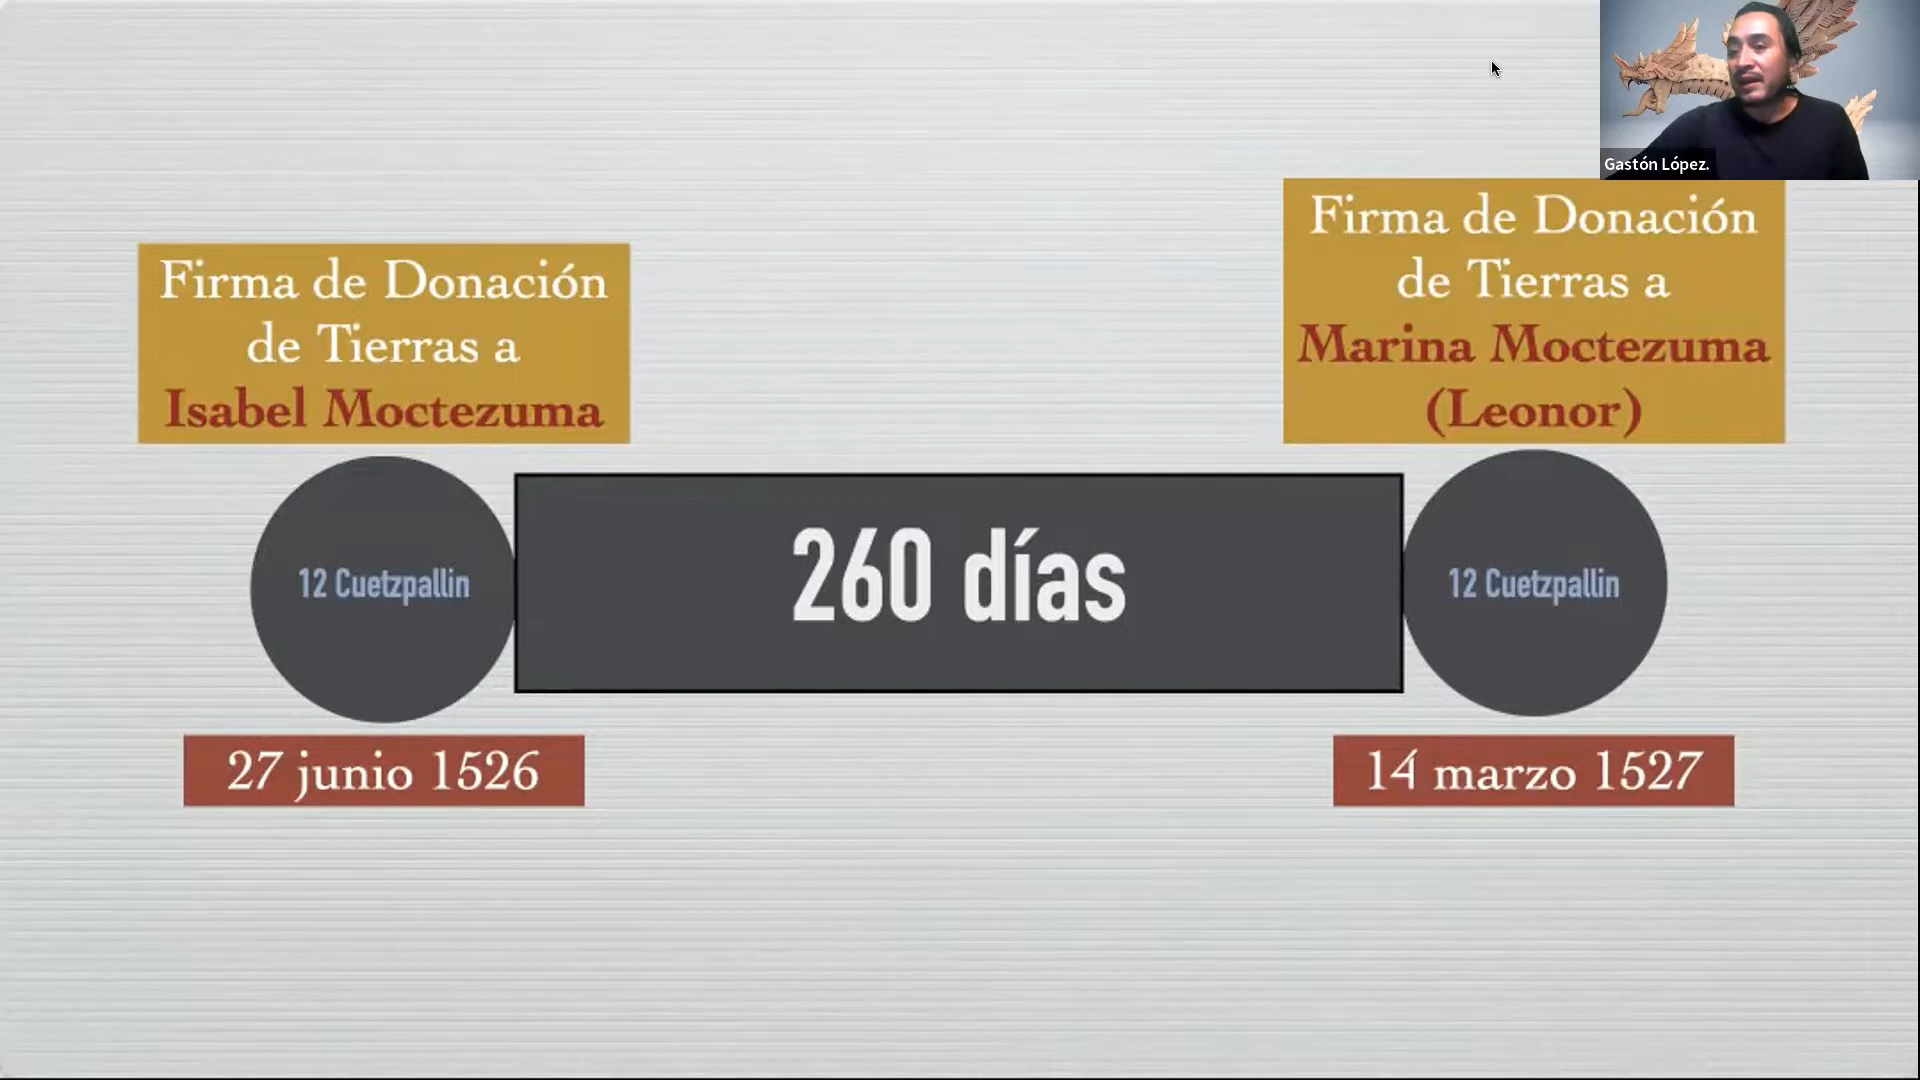 Gastón López.
Firma de Donación
de Tierras a
Isabel Moctezuma
Firma de Donación
de Tierras a
Marina Moctezuma
(Leonor)
12 Cuetzpallin
260 días
12 Cuetzpallin
27 junio 1526
14 marzo 1527